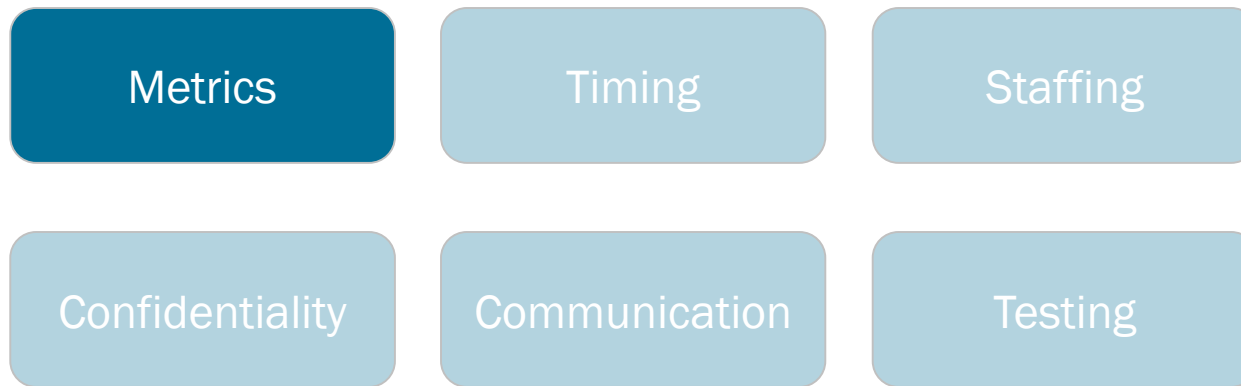 Metrics
Timing
Staffing
Confidentiality
Communication
Testing